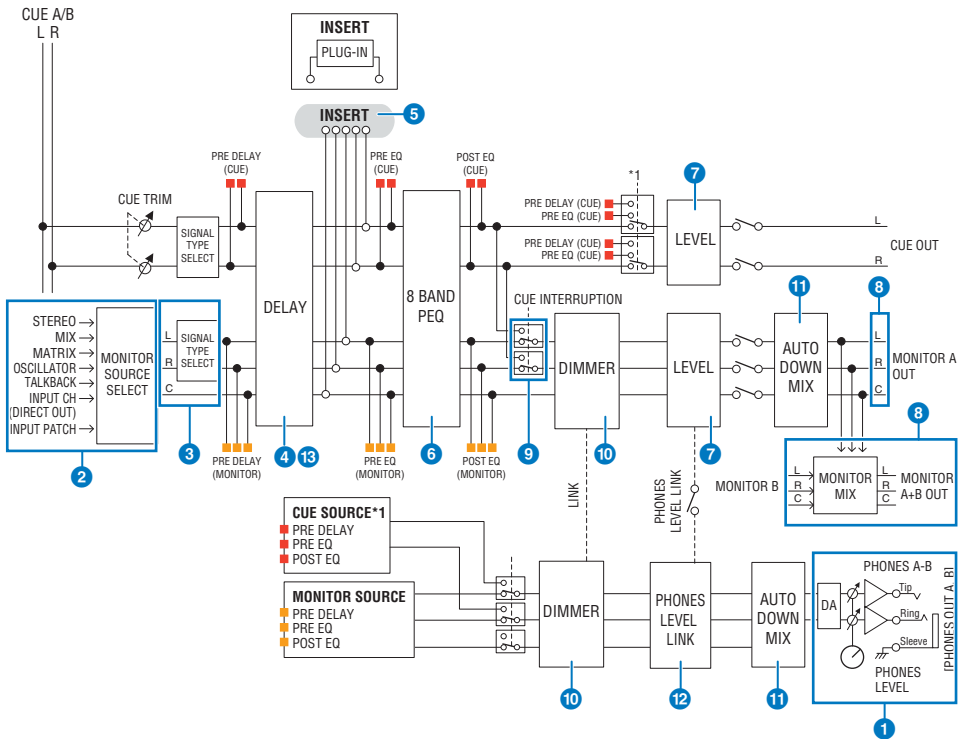 CUE A/B
L R
INSERT
PLUG-IN
INSERT
5
PRE DELAY
(CUE)
PRE EQ
(CUE)
POST EQ
(CUE)
*1
7
CUE TRIM
PRE DELAY (CUE)
PRE EQ (CUE)
SIGNAL
TYPE
SELECT
LEVEL
L
CUE OUT
PRE DELAY (CUE)
PRE EQ (CUE)
R
DELAY
8 BAND
PEQ
CUE INTERRUPTION
11
8
STEREO
MIX
MATRIX
OSCILLATOR
TALKBACK
INPUT CH
(DIRECT OUT)
INPUT PATCH
MONITOR
SOURCE
SELECT
L
R
C
SIGNAL
TYPE
SELECT
DIMMER
LEVEL
AUTO
DOWN
MIX
L
R
C
MONITOR A
OUT
2
3
PRE DELAY
(MONITOR)
4
13
PRE EQ
(MONITOR)
6
POST EQ
(MONITOR)
9
10
7
8
LINK
PHONES
LEVEL LINK
MONITOR B
L
R
C
MONITOR
MIX
L
R
C
MONITOR
A+B OUT
CUE SOURCE*1
PRE DELAY
PRE EQ
POST EQ
MONITOR SOURCE
PRE DELAY
PRE EQ
POST EQ
DIMMER
PHONES
LEVEL
LINK
AUTO
DOWN
MIX
PHONES A-B
DA
Tip
Ring
Sleeve
[PHONES OUT A B]
PHONES
LEVEL
10
12
11
1